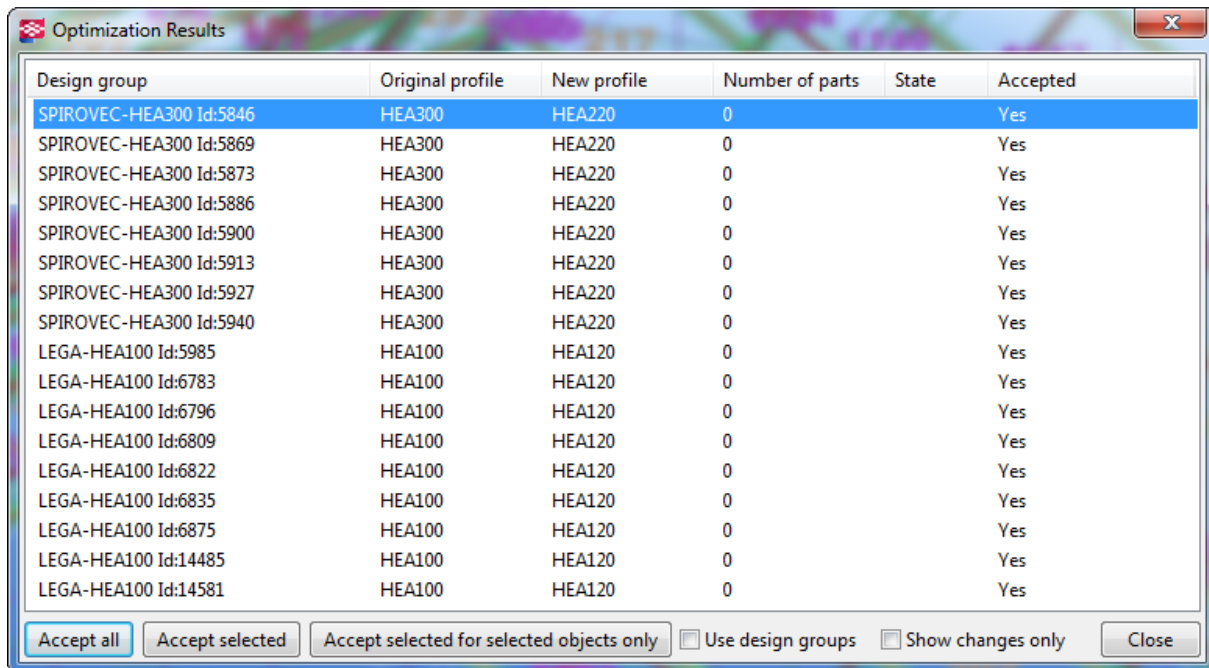 Optimization Results
Design group Original profile New profile Number of parts State Accepted
SPIROVEC-HEA300 Id:5846 HEA300 HEA220 0 Yes
SPIROVEC-HEA300 Id:5869 HEA300 HEA220 0 Yes
SPIROVEC-HEA300 Id:5873 HEA300 HEA220 0 Yes
SPIROVEC-HEA300 Id:5886 HEA300 HEA220 0 Yes
SPIROVEC-HEA300 Id:5900 HEA300 HEA220 0 Yes
SPIROVEC-HEA300 Id:5913 HEA300 HEA220 0 Yes
SPIROVEC-HEA300 Id:5927 HEA300 HEA220 0 Yes
SPIROVEC-HEA300 Id:5940 HEA300 HEA220 0 Yes
LEGA-HEA100 Id:5985 HEA100 HEA120 0 Yes
LEGA-HEA100 Id:6783 HEA100 HEA120 0 Yes
LEGA-HEA100 Id:6796 HEA100 HEA120 0 Yes
LEGA-HEA100 Id:6809 HEA100 HEA120 0 Yes
LEGA-HEA100 Id:6822 HEA100 HEA120 0 Yes
LEGA-HEA100 Id:6835 HEA100 HEA120 0 Yes
LEGA-HEA100 Id:6875 HEA100 HEA120 0 Yes
LEGA-HEA100 Id:14485 HEA100 HEA120 0 Yes
LEGA-HEA100 Id:14581 HEA100 HEA120 0 Yes
Accept all Accept selected Accept selected for selected objects only Use design groups Show changes only Close